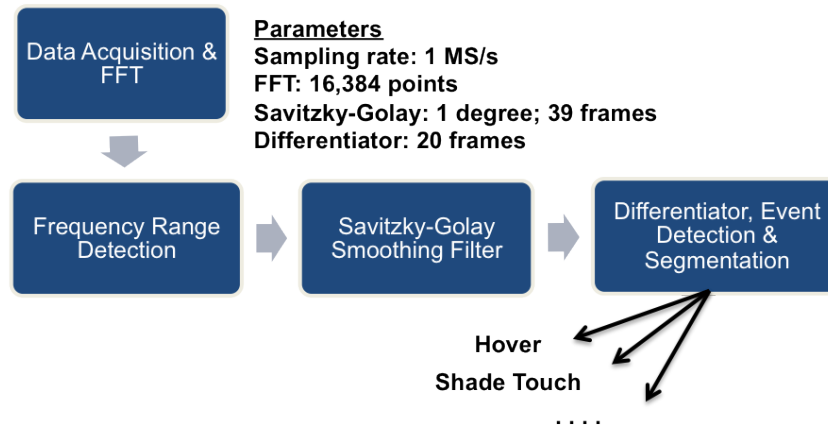 Data Acquisition &
FFT
Parameters
Sampling rate: 1 MS/s
FFT: 16,384 points
Savitzky-Golay: 1 degree; 39 frames
Differentiator: 20 frames
Frequency Range
Detection
Savitzky-Golay
Smoothing Filter
Differentiator, Event
Detection &
Segmentation
Hover
Shade Touch
....